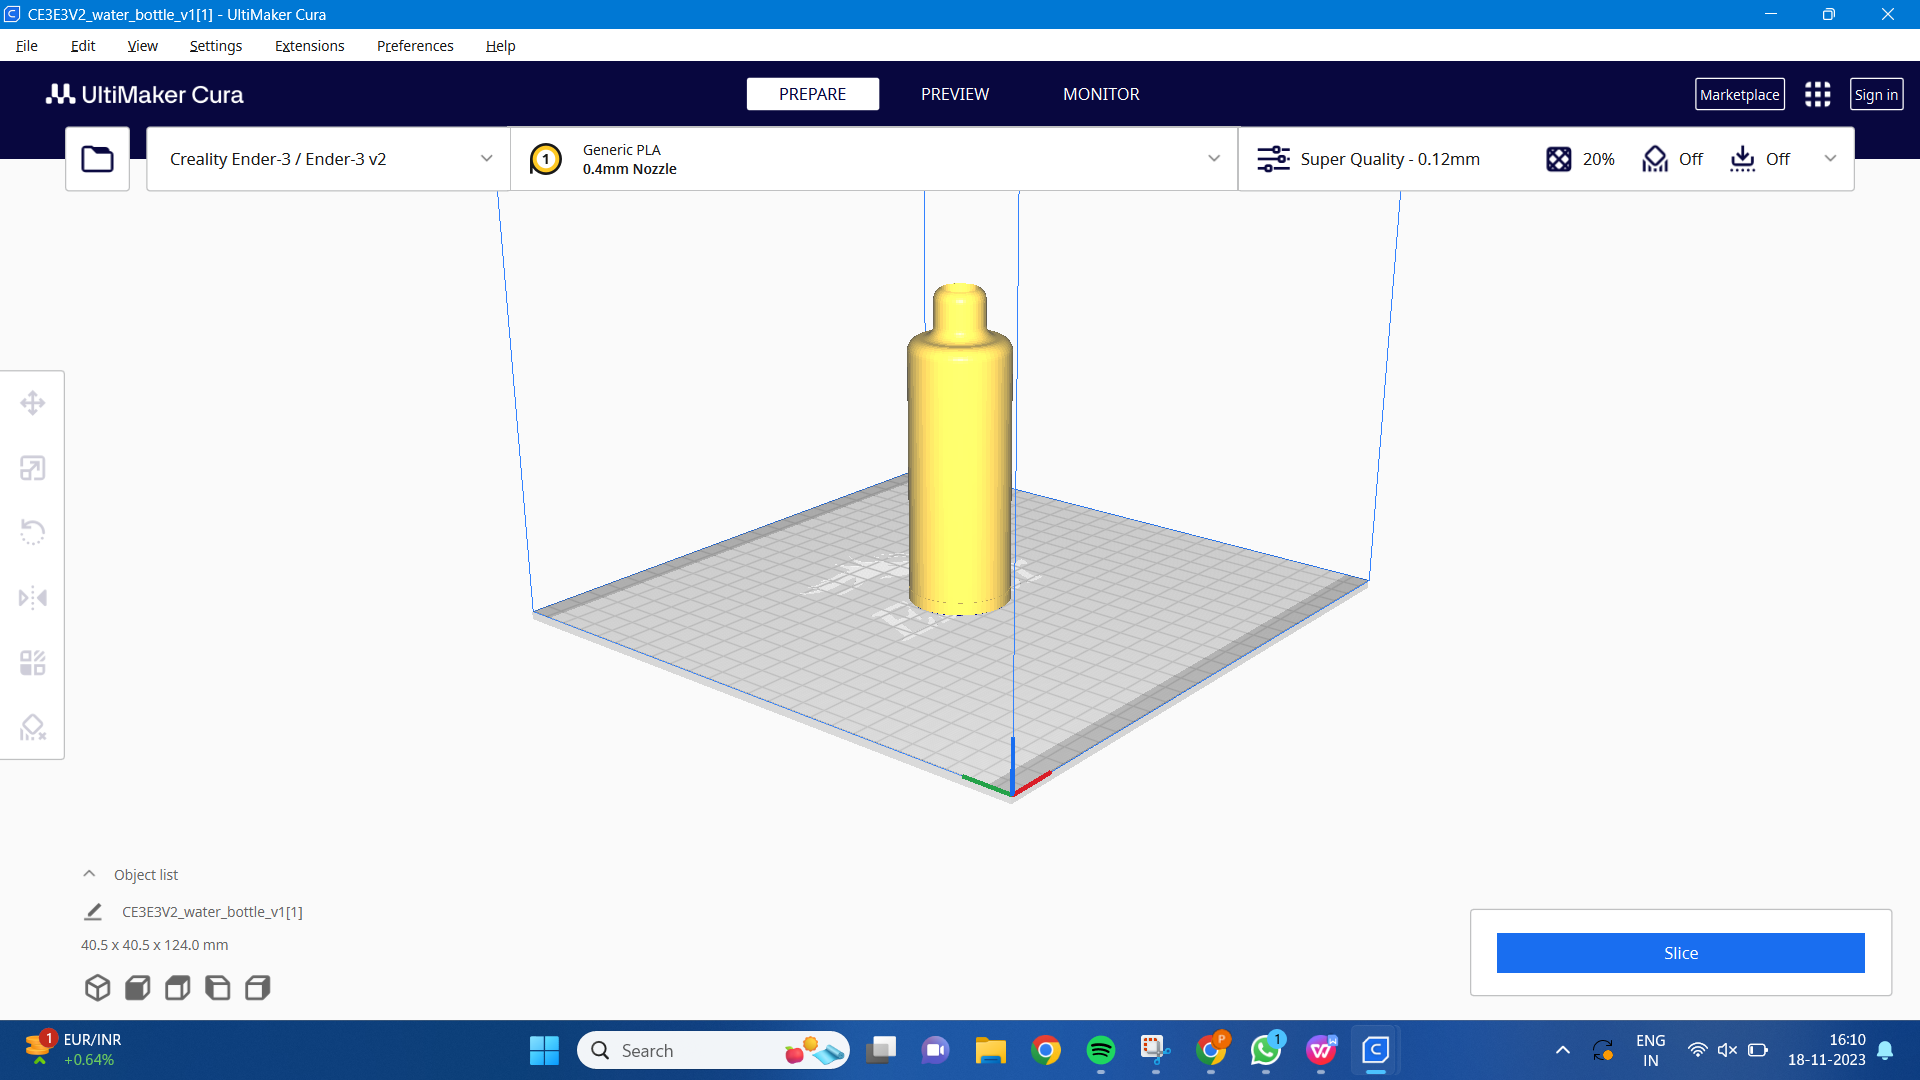 CE3E3V2_water_bottle_v1[1] - UltiMaker Cura
File Edit View Settings Extensions Preferences Help
UltiMaker Cura
PREPARE PREVIEW MONITOR
Marketplace
Sign in
Creality Ender-3 / Ender-3 v2
1
Generic PLA
0.4mm Nozzle
Super Quality - 0.12mm
20%
Off
Off
Object list
CE3E3V2_water_bottle_v1[1]
40.5 x 40.5 x 124.0 mm
Slice
1
EUR/INR
+0.64%
Search
P
1
ENG
IN
16:10
18-11-2023